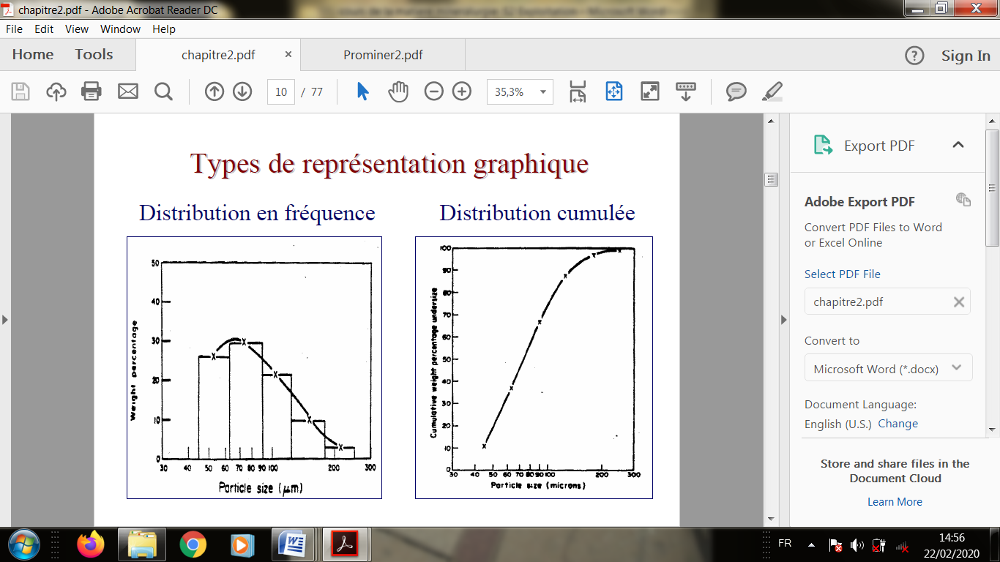 chapitre2.pdf - Adobe Acrobat Reader DC
File Edit View Window Help
Home Tools chapitre2.pdf × Prominer2.pdf Sign In
10 / 77 35,3%
Types de représentation graphique
Distribution en fréquence
Weight percentage
50
40
30
20
10
0
30 40 50 60 70 80 90 100 200 300
Particle size (μm)
Distribution cumulée
Cumulative weight percentage undersize
100
90
80
70
60
50
40
30
20
10
0
30 40 50 60 70 80 90 100 200 300
Particle size (microns)
Export PDF
Adobe Export PDF
Convert PDF Files to Word
or Excel Online
Select PDF File
chapitre2.pdf
Convert to
Microsoft Word (*.docx)
Document Language:
English (U.S.) Change
Store and share files in the
Document Cloud
Learn More
FR
14:56
22/02/2020